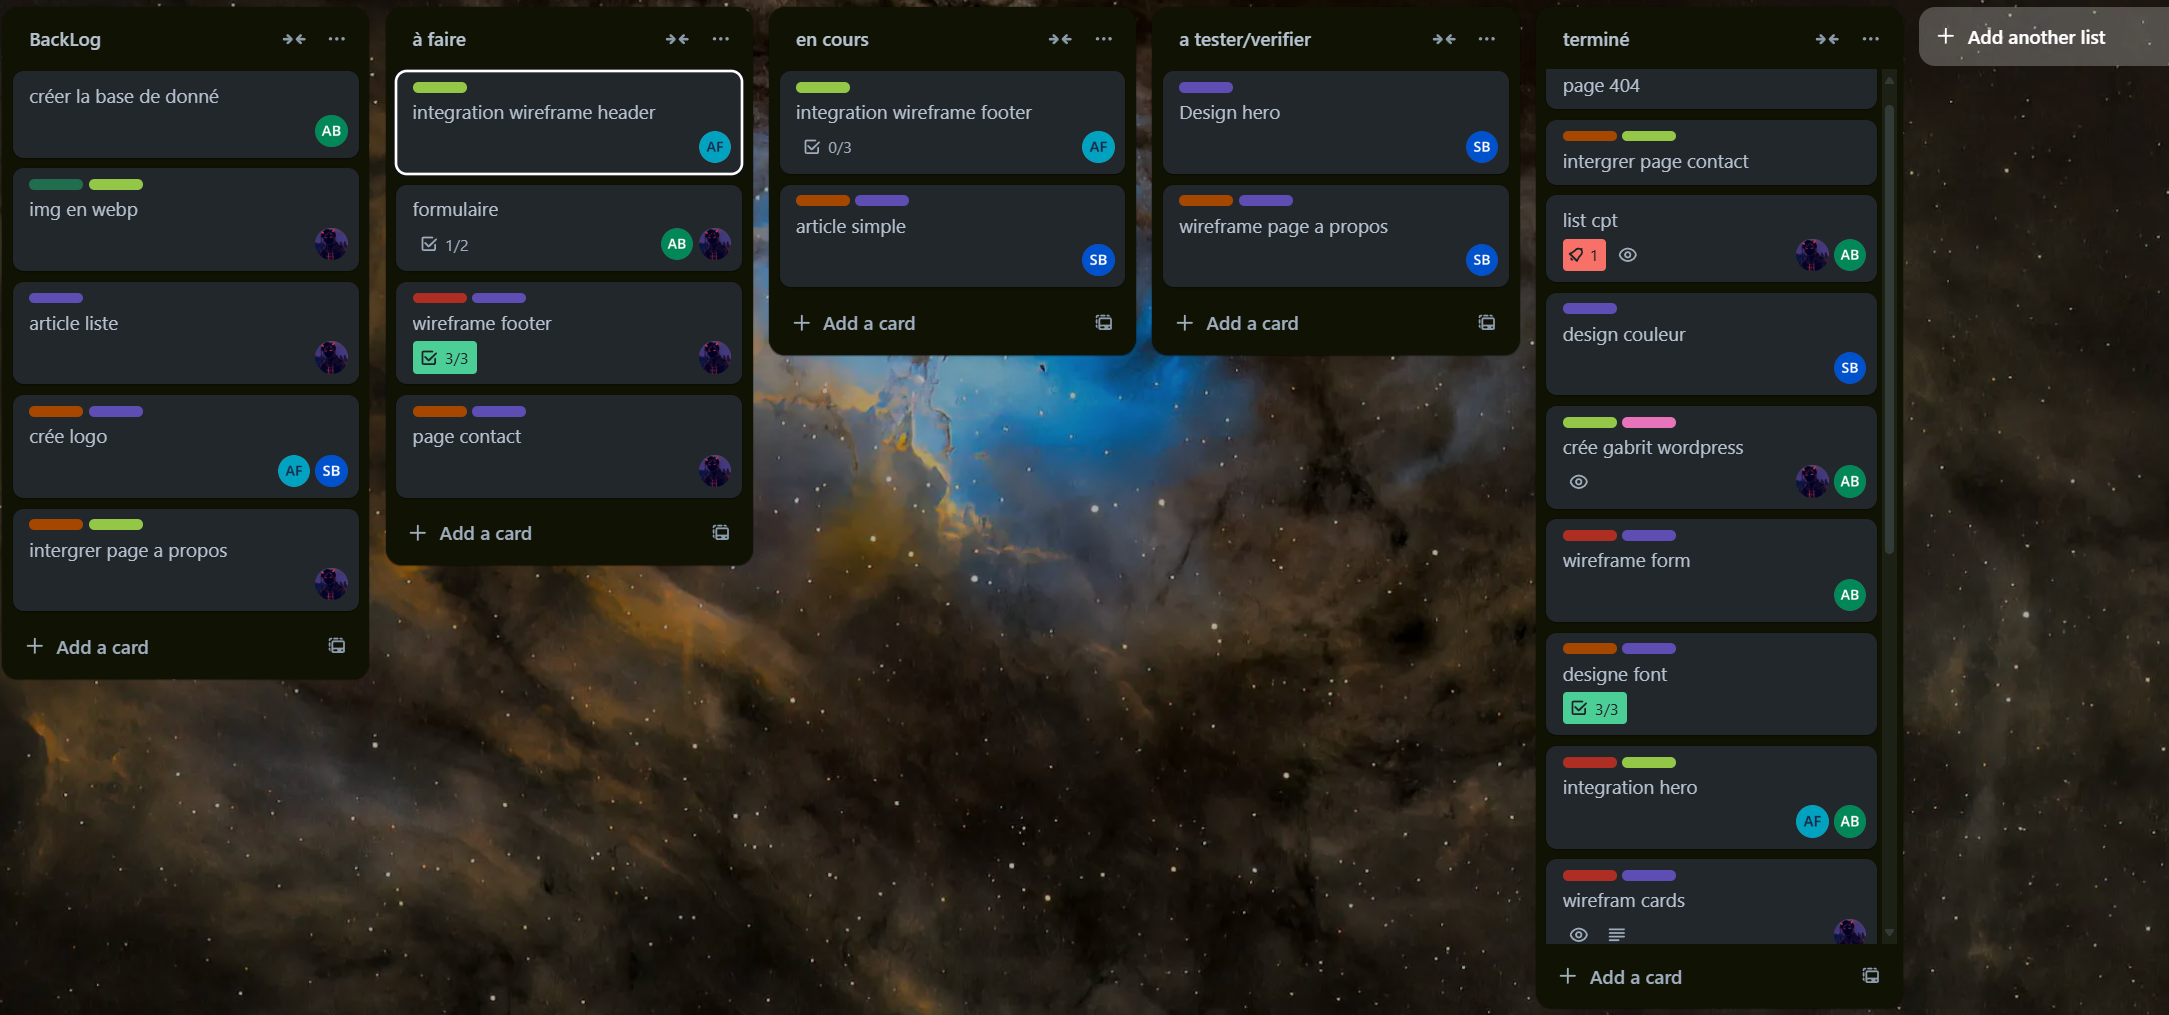 BackLog
créer la base de donné
AB
img en webp
article liste
crée logo
AF SB
intergrer page a propos
Add a card
à faire
integration wireframe header
AF
formulaire
1/2 AB
wireframe footer
3/3
page contact
Add a card
en cours
integration wireframe footer
0/3 AF
article simple
SB
Add a card
a tester/verifier
Design hero
SB
wireframe page a propos
SB
Add a card
terminé
page 404
intergrer page contact
list cpt
1 AB
design couleur
SB
crée gabrit wordpress
AB
wireframe form
AB
designe font
3/3
integration hero
AF AB
wirefram cards
Add a card
Add another list